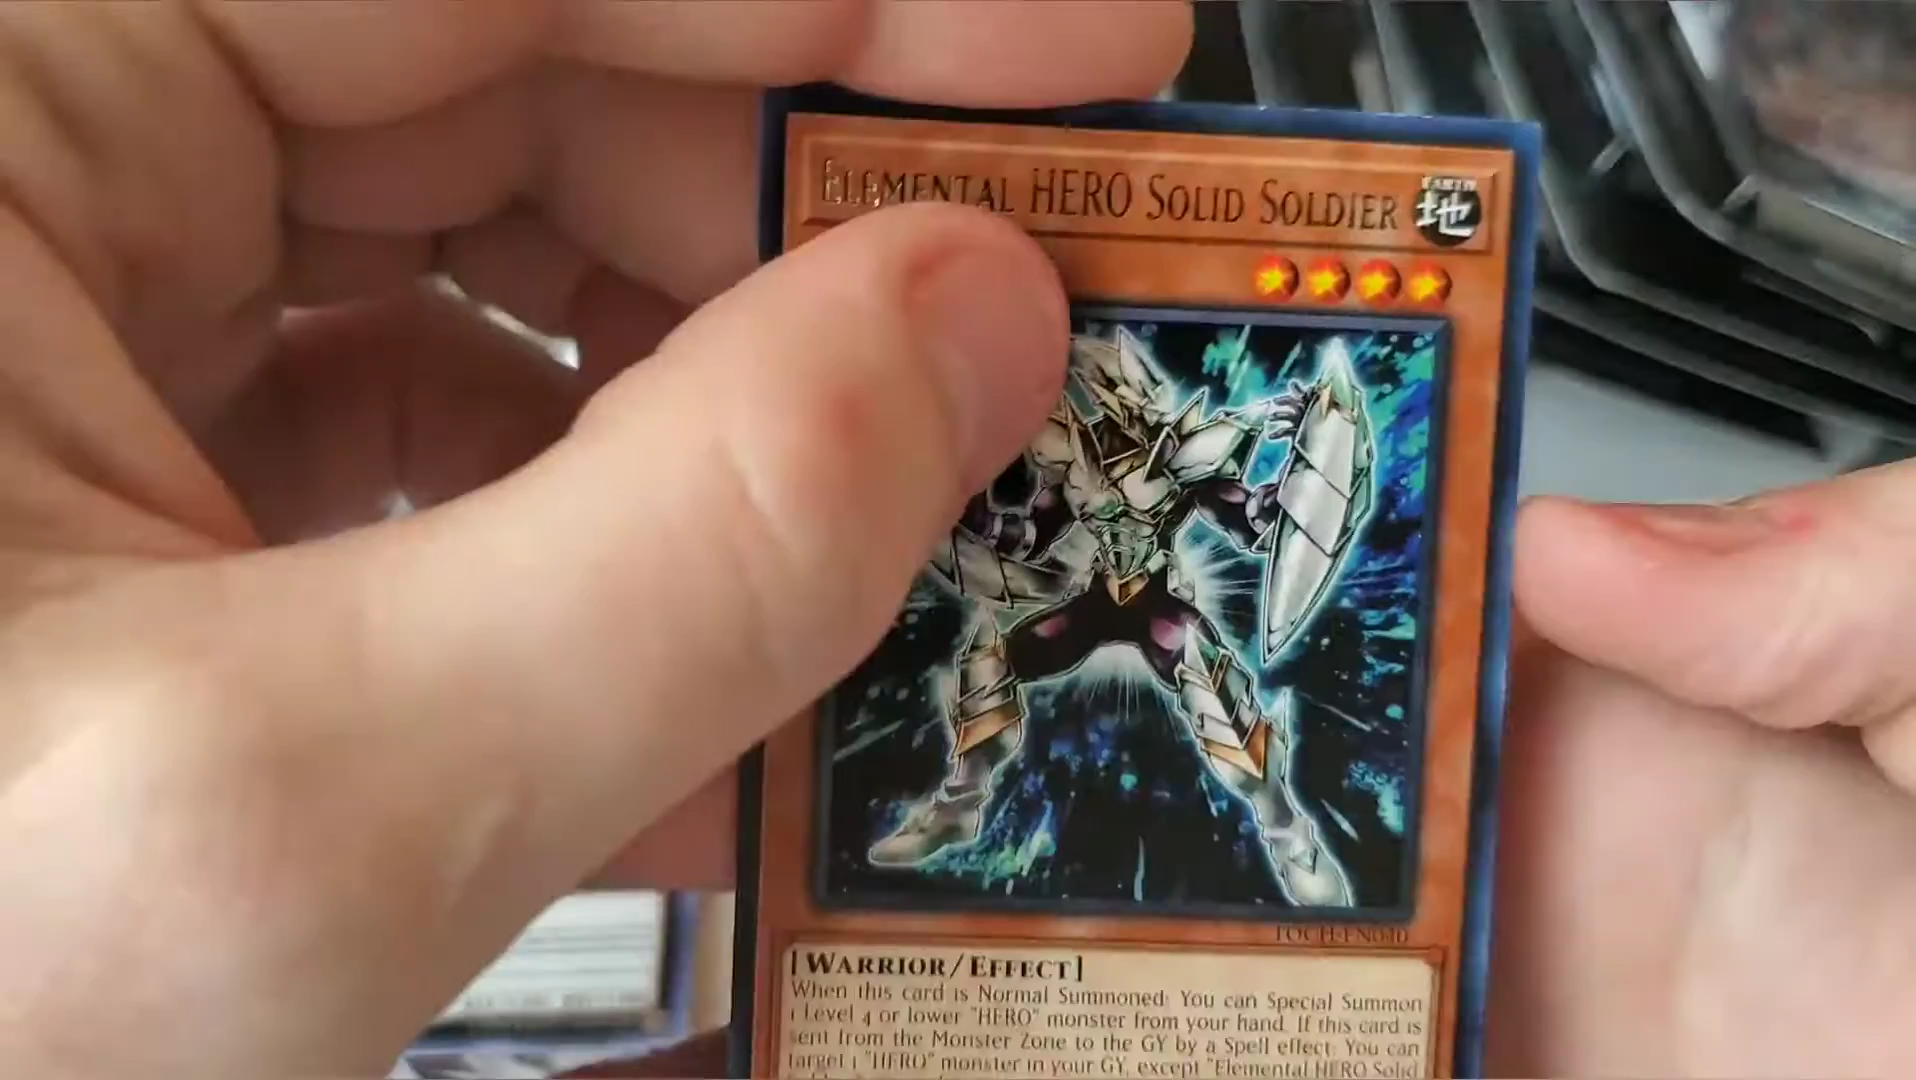 ELEMENTAL HERO SOLID SOLDIER
EARTH
地
TOCH-EN040
[WARRIOR/EFFECT]
When this card is Normal Summoned: You can Special Summon
1 Level 4 or lower "HERO" monster from your hand. If this card is
sent from the Monster Zone to the GY by a Spell effect: You can
target 1 "HERO" monster in your GY, except "Elemental HERO Solid